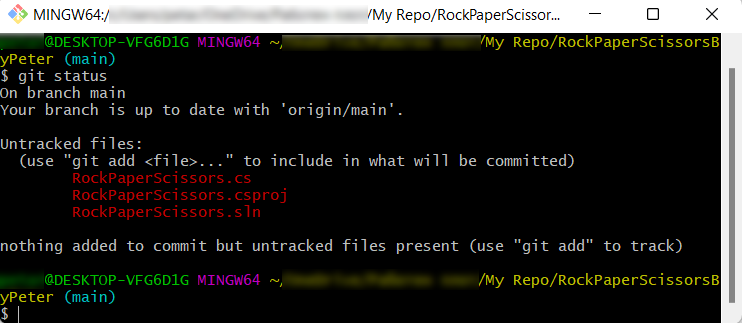 MINGW64:/ /My Repo/RockPaperScissor...
@DESKTOP-VFG6D1G MINGW64 ~/ /My Repo/RockPaperScissorsB
yPeter (main)
$ git status
On branch main
Your branch is up to date with 'origin/main'.
Untracked files:
(use "git add <file>..." to include in what will be committed)
RockPaperScissors.cs
RockPaperScissors.csproj
RockPaperScissors.sln
nothing added to commit but untracked files present (use "git add" to track)
@DESKTOP-VFG6D1G MINGW64 ~/ /My Repo/RockPaperScissorsB
yPeter (main)
$